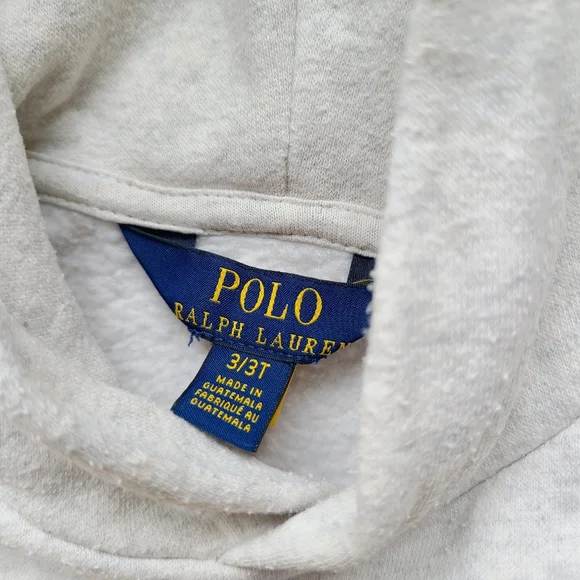 POLO
RALPH LAUREN
3/3T
MADE IN
GUATEMALA
FABRIQUÉ AU
GUATEMALA